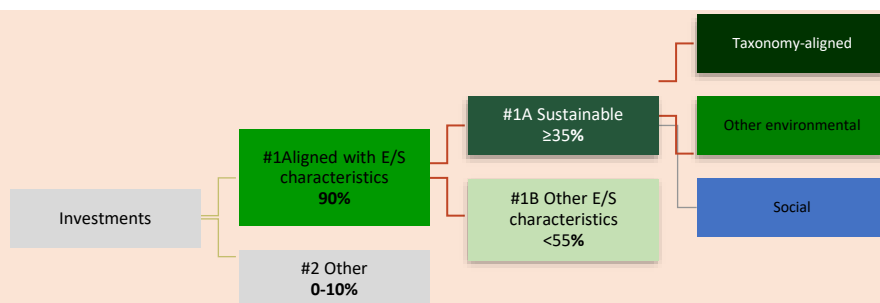 Taxonomy-aligned
#1A Sustainable
≥35%
Other environmental
#1Aligned with E/S
characteristics
90%
#1B Other E/S
characteristics
<55%
Social
Investments
#2 Other
0-10%